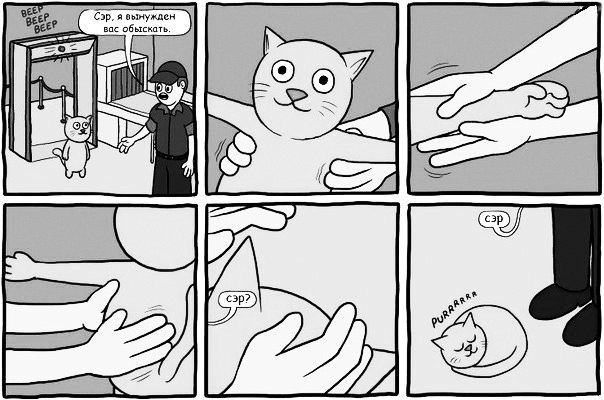 BEEP
BEEP
BEEP
Сэр, я вынужден
вас обыскать.
сэр?
сэр
PURRRRRR